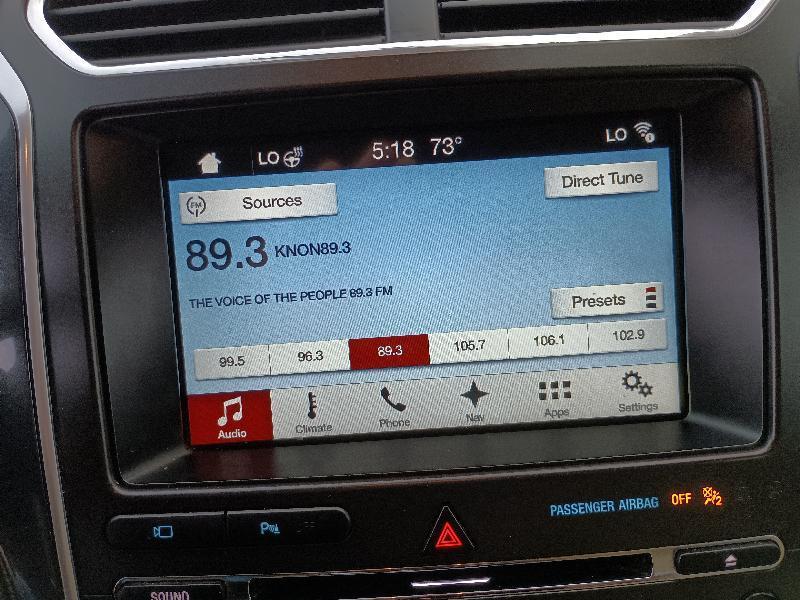 LO 5:18 73° LO
FM Sources Direct Tune
89.3 KNON89.3
THE VOICE OF THE PEOPLE 89.3 FM
Presets
99.5 96.3 89.3 105.7 106.1 102.9
Audio Climate Phone Nav Apps Settings
PASSENGER AIRBAG OFF 2
P
SOUND